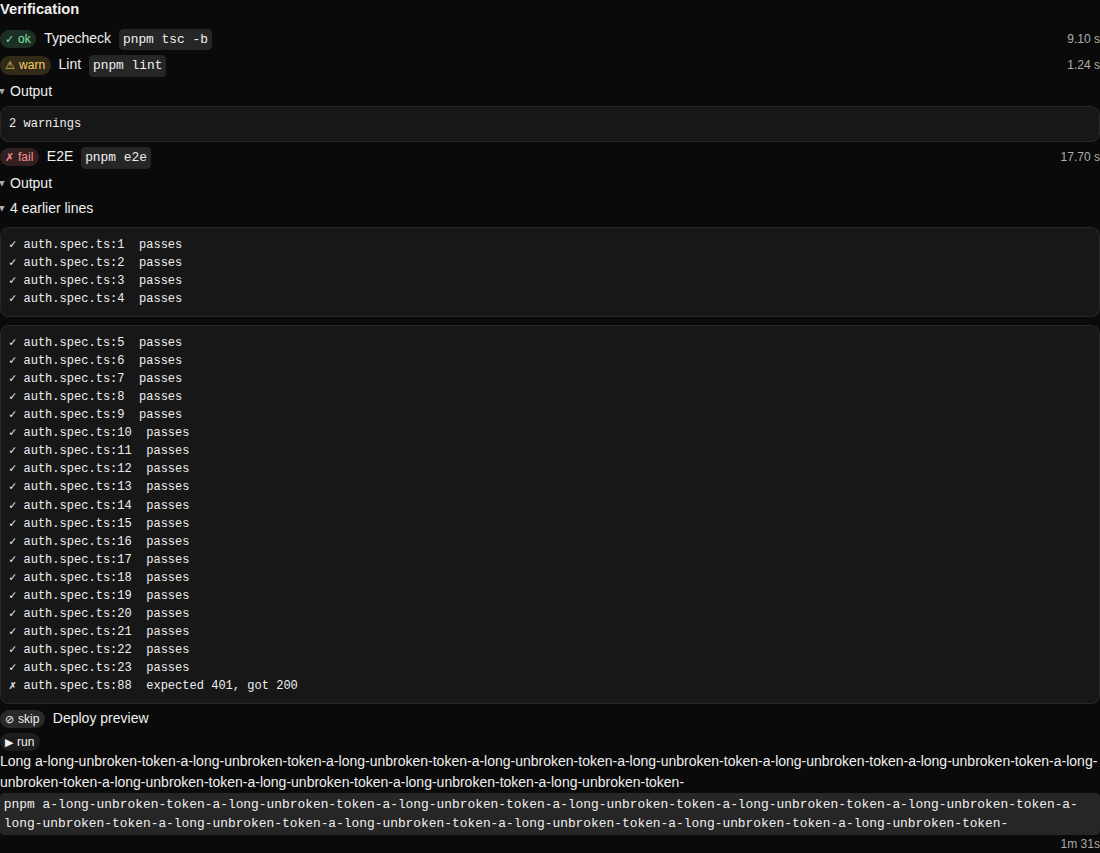 Verification
✓ ok Typecheck pnpm tsc -b 9.10 s
⚠ warn Lint pnpm lint 1.24 s
▾ Output
2 warnings
✗ fail E2E pnpm e2e 17.70 s
▾ Output
▾ 4 earlier lines
✓ auth.spec.ts:1  passes
✓ auth.spec.ts:2  passes
✓ auth.spec.ts:3  passes
✓ auth.spec.ts:4  passes
✓ auth.spec.ts:5  passes
✓ auth.spec.ts:6  passes
✓ auth.spec.ts:7  passes
✓ auth.spec.ts:8  passes
✓ auth.spec.ts:9  passes
✓ auth.spec.ts:10  passes
✓ auth.spec.ts:11  passes
✓ auth.spec.ts:12  passes
✓ auth.spec.ts:13  passes
✓ auth.spec.ts:14  passes
✓ auth.spec.ts:15  passes
✓ auth.spec.ts:16  passes
✓ auth.spec.ts:17  passes
✓ auth.spec.ts:18  passes
✓ auth.spec.ts:19  passes
✓ auth.spec.ts:20  passes
✓ auth.spec.ts:21  passes
✓ auth.spec.ts:22  passes
✓ auth.spec.ts:23  passes
✗ auth.spec.ts:88  expected 401, got 200
⊘ skip Deploy preview
▶ run
Long a-long-unbroken-token-a-long-unbroken-token-a-long-unbroken-token-a-long-unbroken-token-a-long-unbroken-token-a-long-unbroken-token-a-long-unbroken-token-a-long-
unbroken-token-a-long-unbroken-token-a-long-unbroken-token-a-long-unbroken-token-a-long-unbroken-token-
pnpm a-long-unbroken-token-a-long-unbroken-token-a-long-unbroken-token-a-long-unbroken-token-a-long-unbroken-token-a-long-unbroken-token-a-
long-unbroken-token-a-long-unbroken-token-a-long-unbroken-token-a-long-unbroken-token-a-long-unbroken-token-a-long-unbroken-token-
1m 31s